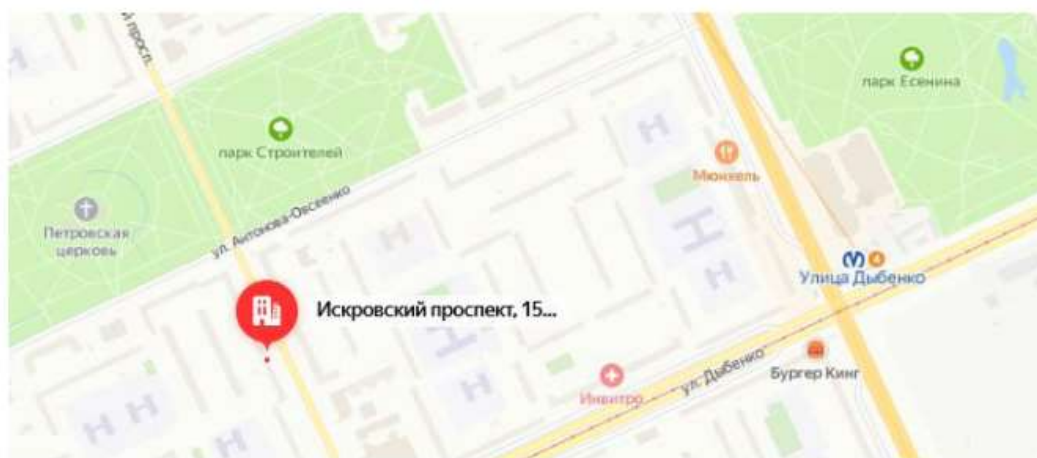 й просп.
парк Есенина
парк Строителей
Мюнхель
ул. Антонова-Овсеенко
Петровская
церковь
Улица Дыбенко
Искровский проспект, 15...
ул. Дыбенко
Бургер Кинг
Инвитро